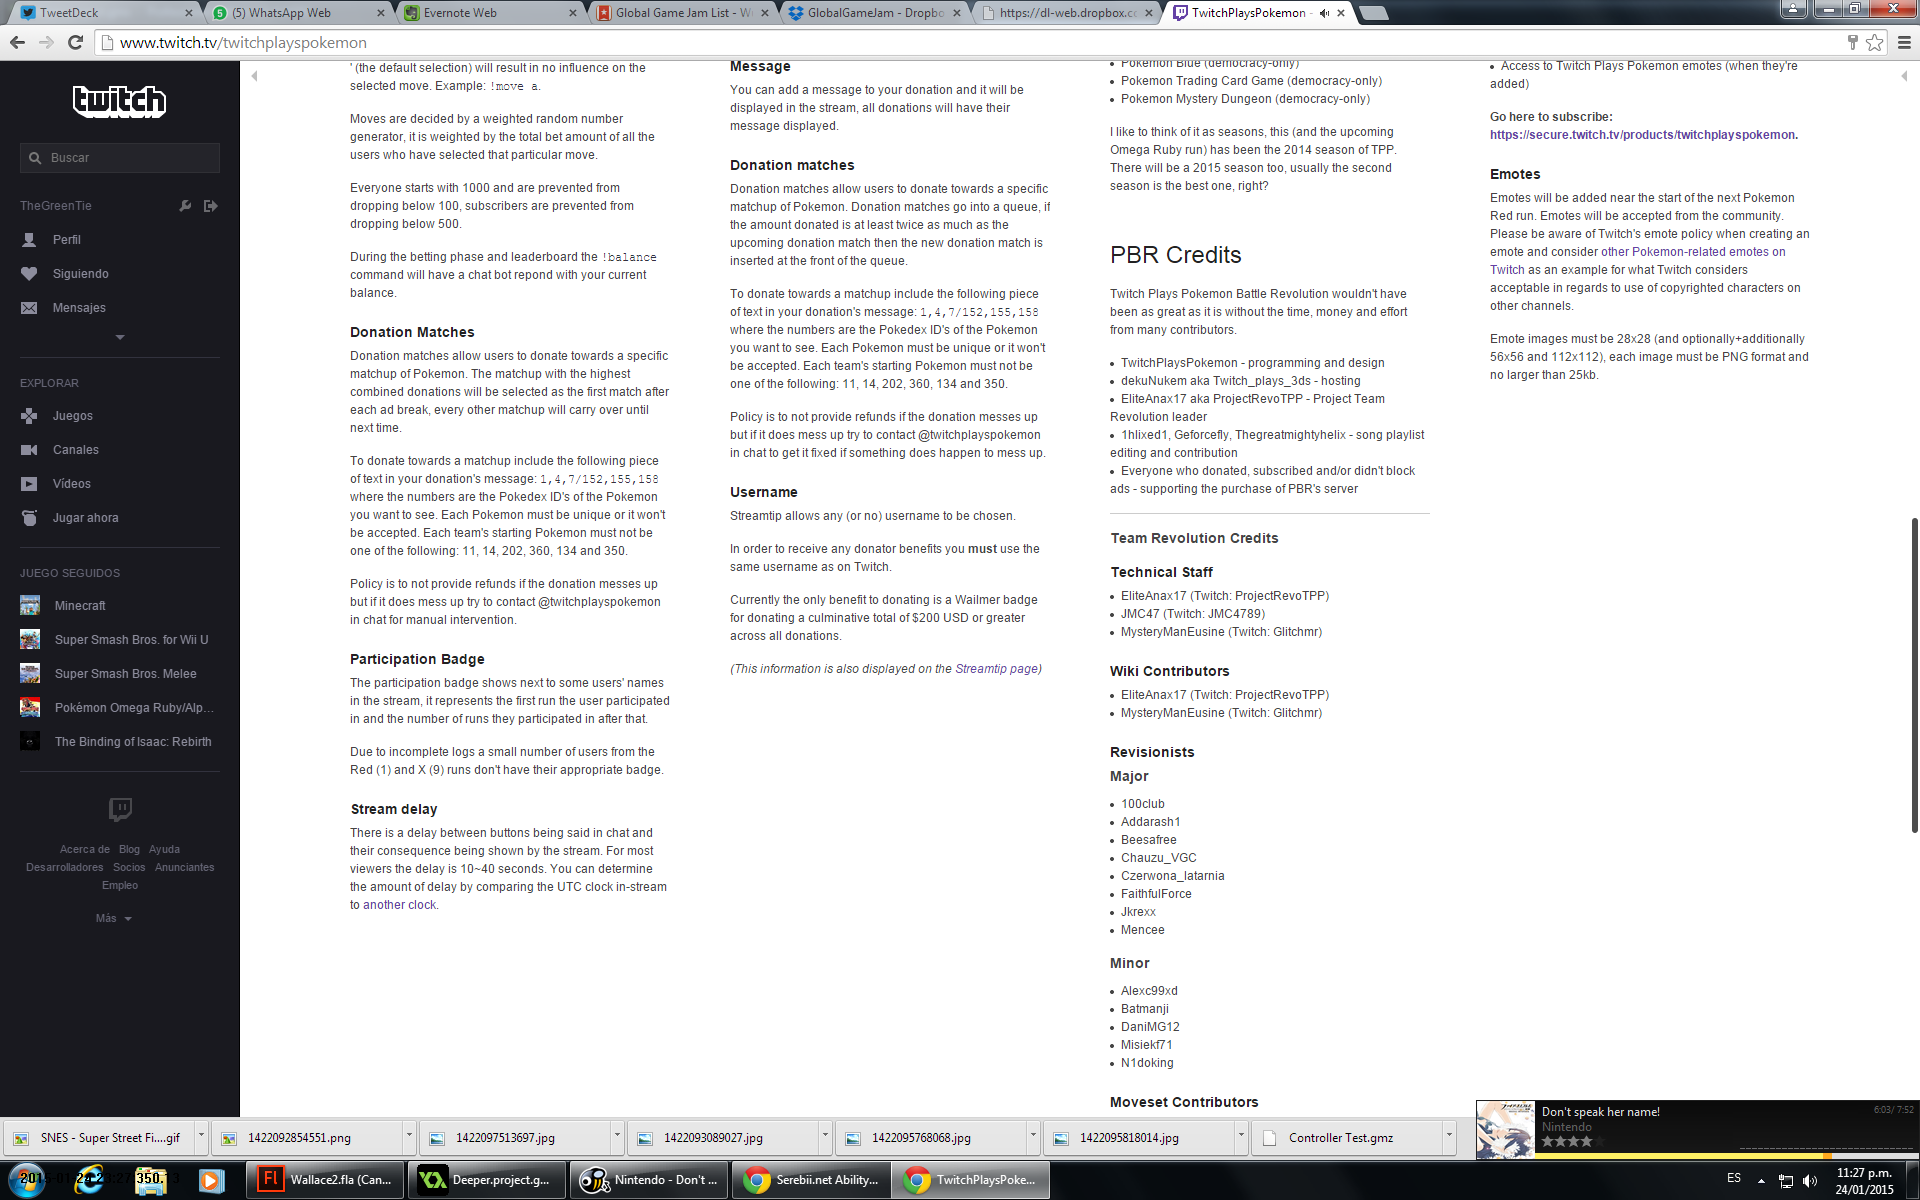 TweetDeck
(5) WhatsApp Web
Evernote Web
Global Game Jam List - W
GlobalGameJam - Dropbo
https://dl-web.dropbox.co
TwitchPlaysPokemon -
www.twitch.tv/twitchplayspokemon
twitch
Buscar
TheGreenTie
Perfil
Siguiendo
Mensajes
EXPLORAR
Juegos
Canales
Vídeos
Jugar ahora
JUEGO SEGUIDOS
Minecraft
Super Smash Bros. for Wii U
Super Smash Bros. Melee
Pokémon Omega Ruby/Alp...
The Binding of Isaac: Rebirth
Acerca de Blog Ayuda
Desarrolladores Socios Anunciantes
Empleo
Más
' (the default selection) will result in no influence on the
selected move. Example: !move a.
Moves are decided by a weighted random number
generator, it is weighted by the total bet amount of all the
users who have selected that particular move.
Everyone starts with 1000 and are prevented from
dropping below 100, subscribers are prevented from
dropping below 500.
During the betting phase and leaderboard the !balance
command will have a chat bot repond with your current
balance.
Donation Matches
Donation matches allow users to donate towards a specific
matchup of Pokemon. The matchup with the highest
combined donations will be selected as the first match after
each ad break, every other matchup will carry over until
next time.
To donate towards a matchup include the following piece
of text in your donation's message: 1,4,7/152,155,158
where the numbers are the Pokedex ID's of the Pokemon
you want to see. Each Pokemon must be unique or it won't
be accepted. Each team's starting Pokemon must not be
one of the following: 11, 14, 202, 360, 134 and 350.
Policy is to not provide refunds if the donation messes up
but if it does mess up try to contact @twitchplayspokemon
in chat for manual intervention.
Participation Badge
The participation badge shows next to some users' names
in the stream, it represents the first run the user participated
in and the number of runs they participated in after that.
Due to incomplete logs a small number of users from the
Red (1) and X (9) runs don't have their appropriate badge.
Stream delay
There is a delay between buttons being said in chat and
their consequence being shown by the stream. For most
viewers the delay is 10~40 seconds. You can determine
the amount of delay by comparing the UTC clock in-stream
to another clock.
Message
You can add a message to your donation and it will be
displayed in the stream, all donations will have their
message displayed.
Donation matches
Donation matches allow users to donate towards a specific
matchup of Pokemon. Donation matches go into a queue, if
the amount donated is at least twice as much as the
upcoming donation match then the new donation match is
inserted at the front of the queue.
To donate towards a matchup include the following piece
of text in your donation's message: 1,4,7/152,155,158
where the numbers are the Pokedex ID's of the Pokemon
you want to see. Each Pokemon must be unique or it won't
be accepted. Each team's starting Pokemon must not be
one of the following: 11, 14, 202, 360, 134 and 350.
Policy is to not provide refunds if the donation messes up
but if it does mess up try to contact @twitchplayspokemon
in chat to get it fixed if something does happen to mess up.
Username
Streamtip allows any (or no) username to be chosen.
In order to receive any donator benefits you must use the
same username as on Twitch.
Currently the only benefit to donating is a Wailmer badge
for donating a culminative total of $200 USD or greater
across all donations.
(This information is also displayed on the Streamtip page)
• Pokemon Blue (democracy-only)
• Pokemon Trading Card Game (democracy-only)
• Pokemon Mystery Dungeon (democracy-only)
I like to think of it as seasons, this (and the upcoming
Omega Ruby run) has been the 2014 season of TPP.
There will be a 2015 season too, usually the second
season is the best one, right?
PBR Credits
Twitch Plays Pokemon Battle Revolution wouldn't have
been as great as it is without the time, money and effort
from many contributors.
• TwitchPlaysPokemon - programming and design
• dekuNukem aka Twitch_plays_3ds - hosting
• EliteAnax17 aka ProjectRevoTPP - Project Team
Revolution leader
• 1hlixed1, Geforcefly, Thegreatmightyhelix - song playlist
editing and contribution
• Everyone who donated, subscribed and/or didn't block
ads - supporting the purchase of PBR's server
Team Revolution Credits
Technical Staff
• EliteAnax17 (Twitch: ProjectRevoTPP)
• JMC47 (Twitch: JMC4789)
• MysteryManEusine (Twitch: Glitchmr)
Wiki Contributors
• EliteAnax17 (Twitch: ProjectRevoTPP)
• MysteryManEusine (Twitch: Glitchmr)
Revisionists
Major
• 100club
• Addarash1
• Beesafree
• Chauzu_VGC
• Czerwona_latarnia
• FaithfulForce
• Jkrexx
• Mencee
Minor
• Alexc99xd
• Batmanji
• DaniMG12
• Misiekf71
• N1doking
Moveset Contributors
• Access to Twitch Plays Pokemon emotes (when they're
added)
Go here to subscribe:
https://secure.twitch.tv/products/twitchplayspokemon.
Emotes
Emotes will be added near the start of the next Pokemon
Red run. Emotes will be accepted from the community.
Please be aware of Twitch's emote policy when creating an
emote and consider other Pokemon-related emotes on
Twitch as an example for what Twitch considers
acceptable in regards to use of copyrighted characters on
other channels.
Emote images must be 28x28 (and optionally+additionally
56x56 and 112x112), each image must be PNG format and
no larger than 25kb.
Don't speak her name!
6:03/ 7:52
Nintendo
SNES - Super Street Fi....gif
1422092854551.png
1422097513697.jpg
1422093089027.jpg
1422095768068.jpg
1422095818014.jpg
Controller Test.gmz
Wallace2.fla (Can...
Deeper.project.g...
Nintendo - Don't ...
Serebii.net Ability...
TwitchPlaysPoke...
ES
11:27 p.m.
24/01/2015